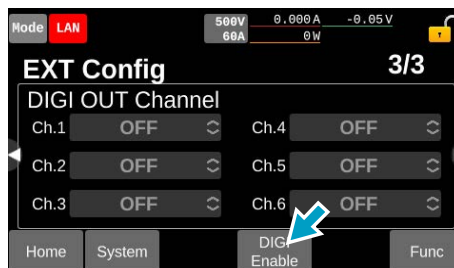 Mode LAN 500V 0.000A -0.05V
60A 0W
EXT Config 3/3
DIGI OUT Channel
Ch.1 OFF Ch.4 OFF
Ch.2 OFF Ch.5 OFF
Ch.3 OFF Ch.6 OFF
Home System DIGI Enable Func